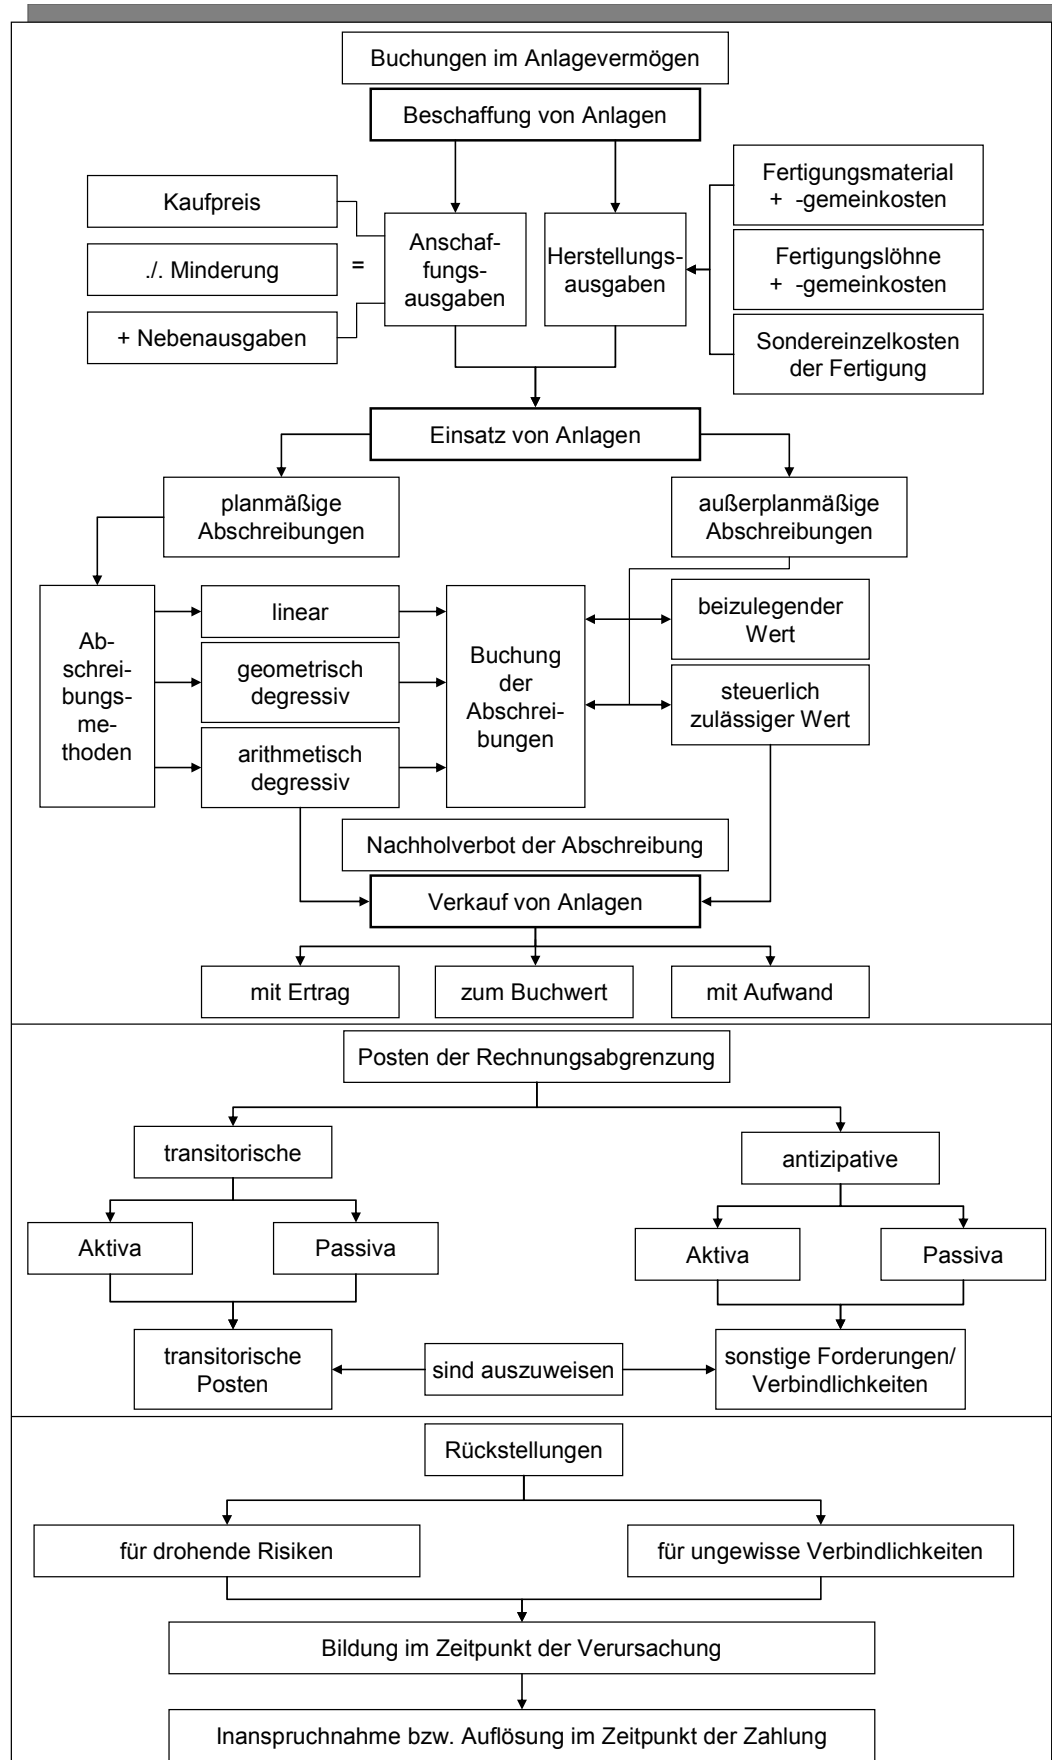 Buchungen im Anlagevermögen
Beschaffung von Anlagen
Kaufpreis
./. Minderung
+ Nebenausgaben
=
Anschaf-
fungs-
ausgaben
Herstellungs-
ausgaben
Fertigungsmaterial
+ -gemeinkosten
Fertigungslöhne
+ -gemeinkosten
Sondereinzelkosten
der Fertigung
Einsatz von Anlagen
planmäßige
Abschreibungen
außerplanmäßige
Abschreibungen
Ab-
schrei-
bungs-
me-
thoden
linear
geometrisch
degressiv
arithmetisch
degressiv
Buchung
der
Abschrei-
bungen
beizulegender
Wert
steuerlich
zulässiger Wert
Nachholverbot der Abschreibung
Verkauf von Anlagen
mit Ertrag
zum Buchwert
mit Aufwand
Posten der Rechnungsabgrenzung
transitorische
antizipative
Aktiva
Passiva
Aktiva
Passiva
transitorische
Posten
sind auszuweisen
sonstige Forderungen/
Verbindlichkeiten
Rückstellungen
für drohende Risiken
für ungewisse Verbindlichkeiten
Bildung im Zeitpunkt der Verursachung
Inanspruchnahme bzw. Auflösung im Zeitpunkt der Zahlung